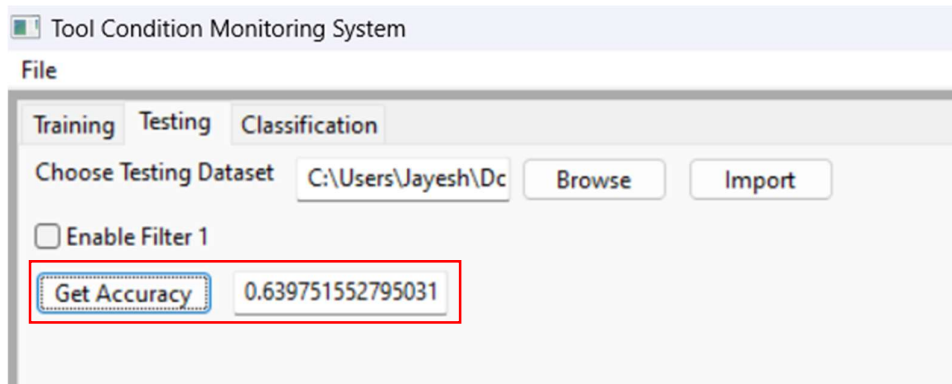 Tool Condition Monitoring System
File
Training Testing Classification
Choose Testing Dataset C:\Users\Jayesh\Dc Browse Import
Enable Filter 1
Get Accuracy 0.639751552795031